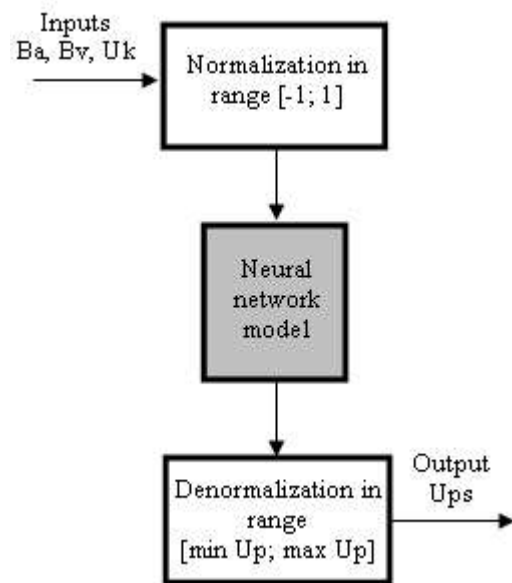 Inputs
Ba, Bv, Uk
Normalization in
range [-1; 1]
Neural
network
model
Denormalization in
range
[min Up; max Up]
Output
Ups